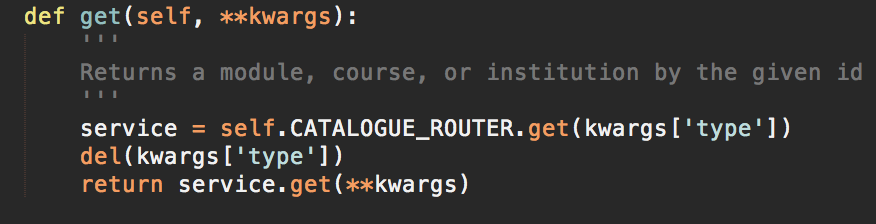 def get(self, **kwargs):
    '''
    Returns a module, course, or institution by the given id
    '''
    service = self.CATALOGUE_ROUTER.get(kwargs['type'])
    del(kwargs['type'])
    return service.get(**kwargs)